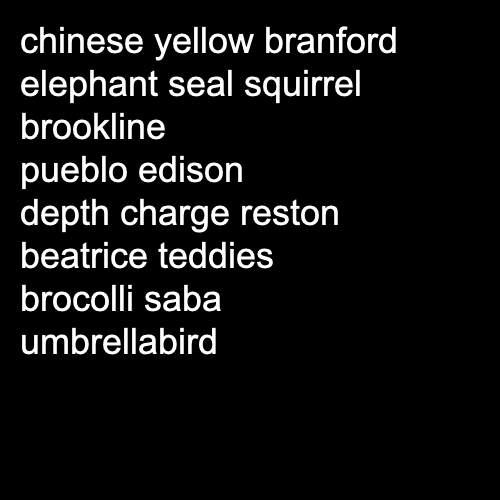 chinese yellow branford
elephant seal squirrel
brookline
pueblo edison
depth charge reston
beatrice teddies
brocolli saba
umbrellabird